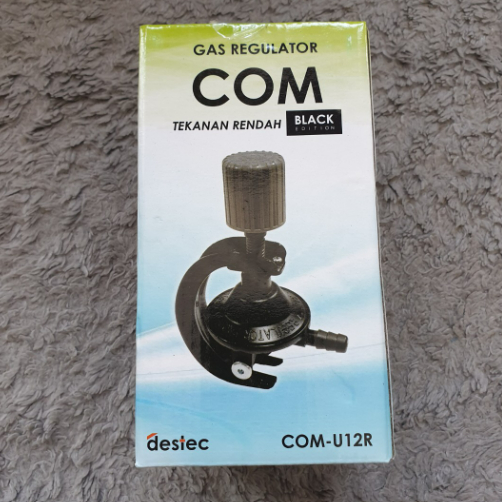 GAS REGULATOR
COM
TEKANAN RENDAH BLACK
EDITION
destec COM-U12R